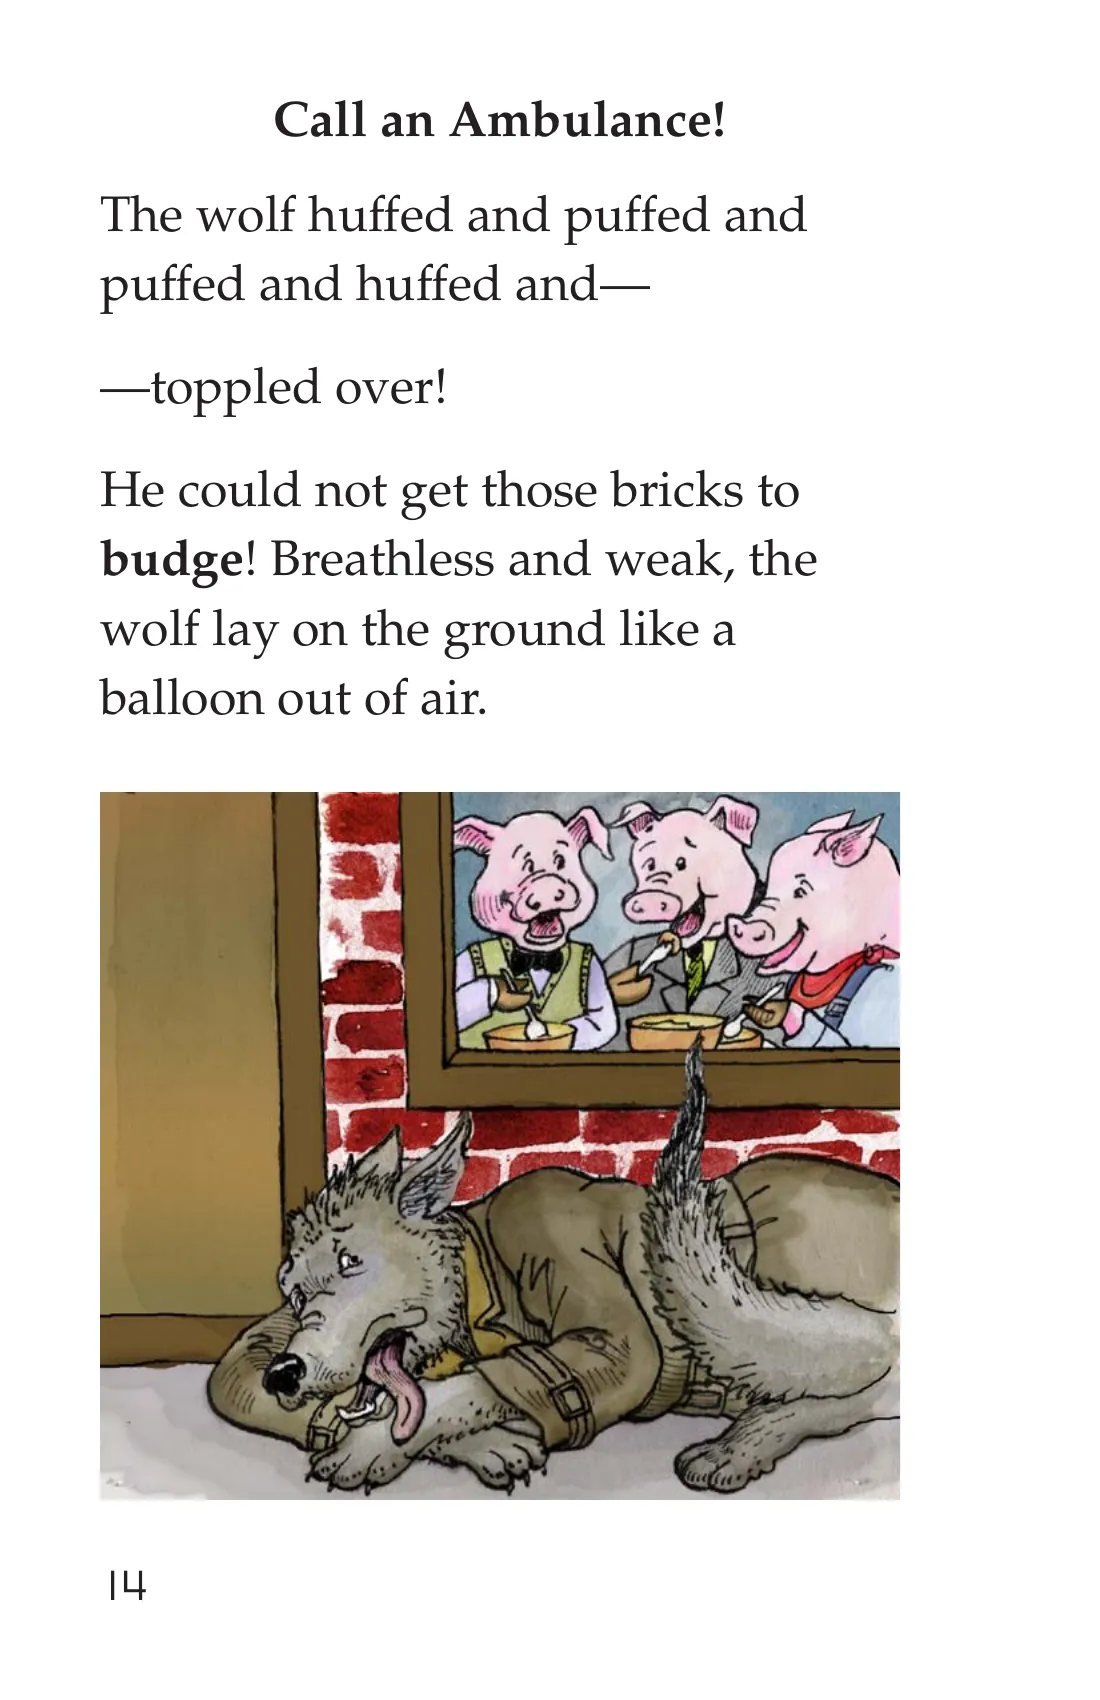 Call an Ambulance!
The wolf huffed and puffed and
puffed and huffed and—
—toppled over!
He could not get those bricks to
budge! Breathless and weak, the
wolf lay on the ground like a
balloon out of air.
14